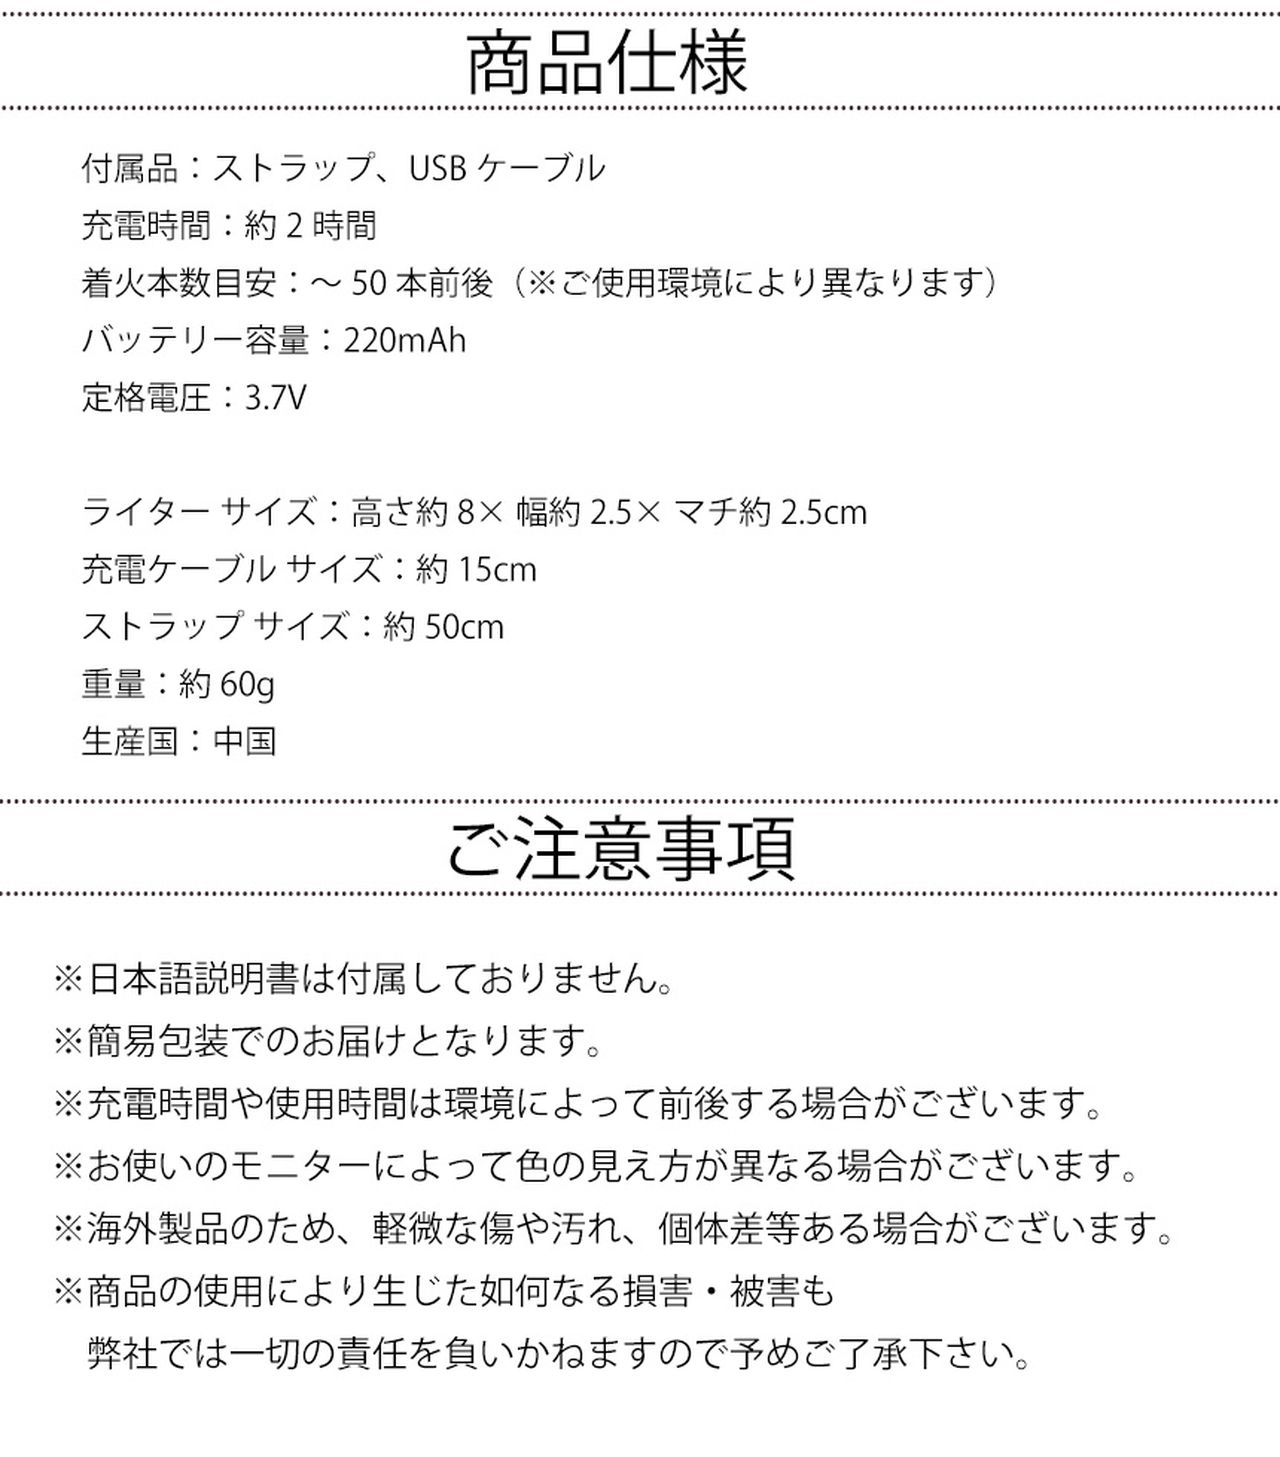 商品仕様
付属品：ストラップ、USB ケーブル
充電時間：約 2 時間
着火本数目安：～ 50 本前後（※ご使用環境により異なります）
バッテリー容量：220mAh
定格電圧：3.7V
ライター サイズ：高さ約 8× 幅約 2.5× マチ約 2.5cm
充電ケーブル サイズ：約 15cm
ストラップ サイズ：約 50cm
重量：約 60g
生産国：中国
ご注意事項
※日本語説明書は付属しておりません。
※簡易包装でのお届けとなります。
※充電時間や使用時間は環境によって前後する場合がございます。
※お使いのモニターによって色の見え方が異なる場合がございます。
※海外製品のため、軽微な傷や汚れ、個体差等ある場合がございます。
※商品の使用により生じた如何なる損害・被害も
弊社では一切の責任を負いかねますので予めご了承下さい。